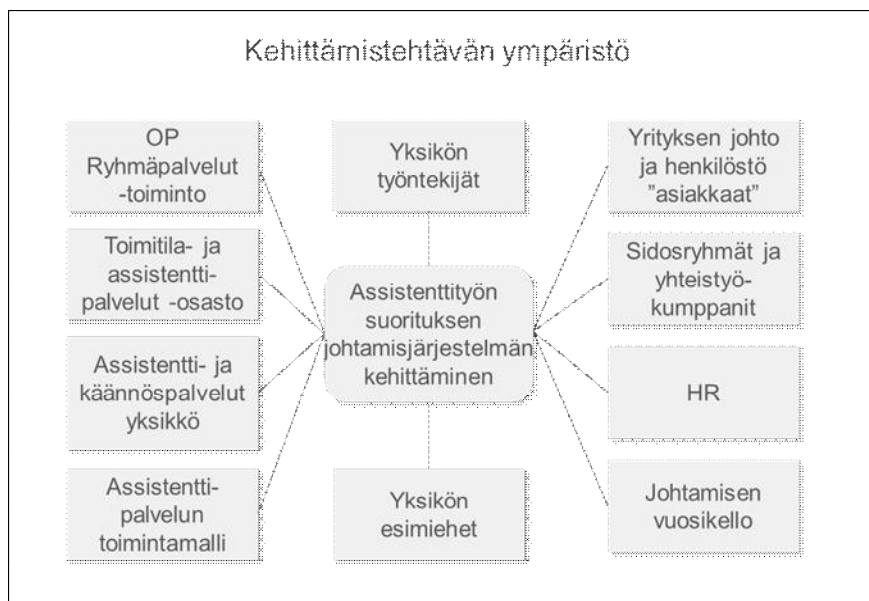 Kehittämistehtävän ympäristö
OP
Ryhmäpalvelut
-toiminto
Toimitila- ja
assistentti-
palvelut -osasto
Assistentti- ja
käännöspalvelut
yksikkö
Assistentti-
palvelun
toimintamalli
Yksikön
työntekijät
Assistenttityön
suorituksen
johtamisjärjestelmän
kehittäminen
Yksikön
esimiehet
Yrityksen johto
ja henkilöstö
”asiakkaat”
Sidosryhmät ja
yhteistyö-
kumppanit
HR
Johtamisen
vuosikello